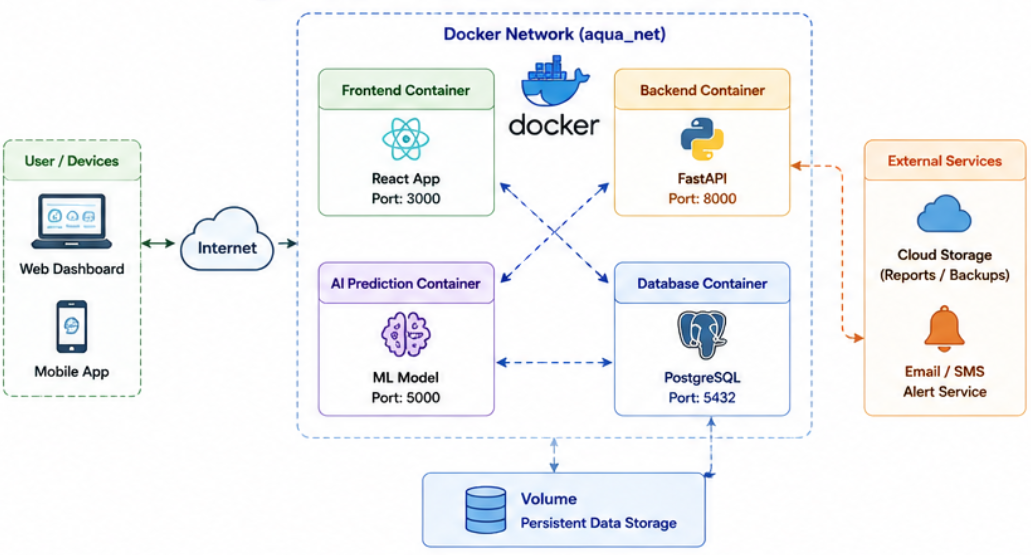 Docker Network (aqua_net)
docker
User / Devices
Web Dashboard
Mobile App
Internet
Frontend Container
React App
Port: 3000
Backend Container
FastAPI
Port: 8000
AI Prediction Container
ML Model
Port: 5000
Database Container
PostgreSQL
Port: 5432
External Services
Cloud Storage
(Reports / Backups)
Email / SMS
Alert Service
Volume
Persistent Data Storage